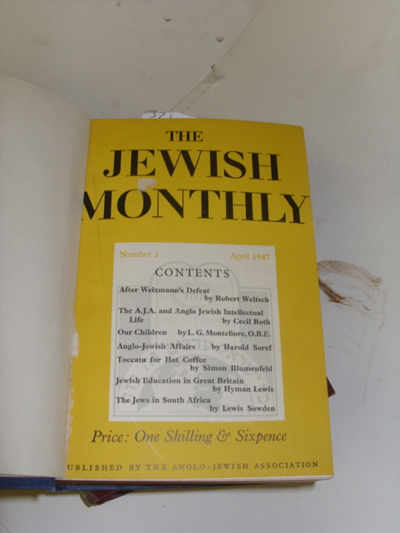 THE
JEWISH
MONTHLY
Number 1 April 1947
CONTENTS
After Weizmann's Defeat
by Robert Weltsch
The A.J.A. and Anglo Jewish Intellectual
Life by Cecil Roth
Our Children by L. G. Montefiore, O.B.E.
Anglo-Jewish Affairs by Harold Soref
Toccata for Hot Coffee
by Simon Blumenfeld
Jewish Education in Great Britain
by Hyman Lewis
The Jews in South Africa
by Lewis Sowden
Price: One Shilling & Sixpence
UBLISHED BY THE ANGLO-JEWISH ASSOCIATION